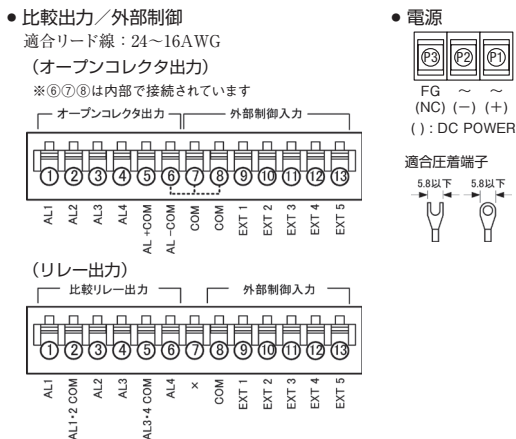 ● 比較出力／外部制御
適合リード線：24～16AWG
（オープンコレクタ出力）
※⑥⑦⑧は内部で接続されています
オープンコレクタ出力
外部制御入力
① ② ③ ④ ⑤ ⑥ ⑦ ⑧ ⑨ ⑩ ⑪ ⑫ ⑬
AL1 AL2 AL3 AL4 AL +COM AL −COM COM COM EXT 1 EXT 2 EXT 3 EXT 4 EXT 5
（リレー出力）
比較リレー出力
外部制御入力
① ② ③ ④ ⑤ ⑥ ⑦ ⑧ ⑨ ⑩ ⑪ ⑫ ⑬
AL1 AL1・2 COM AL2 AL3 AL3・4 COM AL4 × COM EXT 1 EXT 2 EXT 3 EXT 4 EXT 5
● 電源
P3 P2 P1
FG ～ ～
(NC) (−) (+)
( ) : DC POWER
適合圧着端子
5.8以下 5.8以下